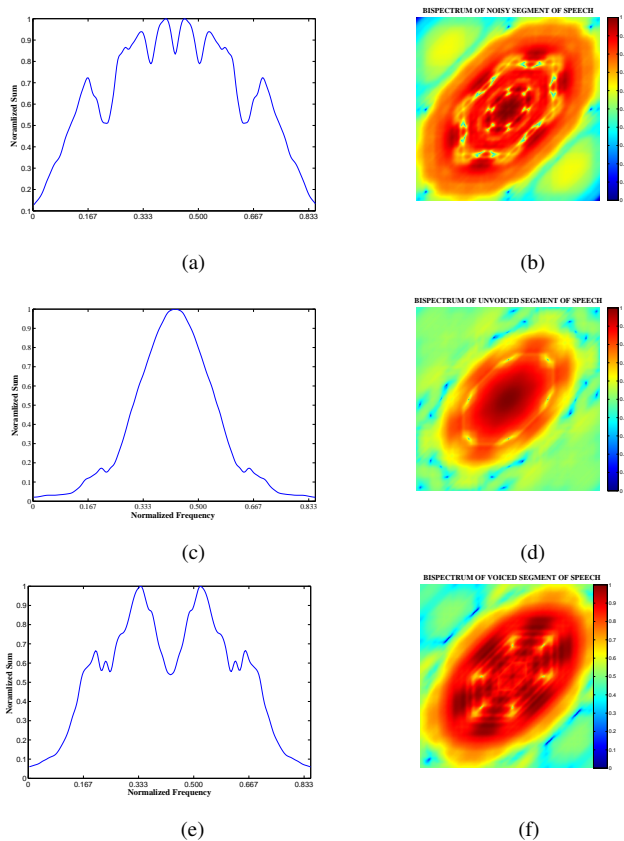 1
0.9
0.8
0.7
0.6
0.5
0.4
0.3
0.2
0.1
Noramlized Sum
0 0.167 0.333 0.500 0.667 0.833
(a)
BISPECTRUM OF NOISY SEGMENT OF SPEECH
(b)
1
0.9
0.8
0.7
0.6
0.5
0.4
0.3
0.2
0.1
0
Noramlized Sum
0 0.167 0.333 0.500 0.667 0.833
Normalized Frequency
(c)
BISPECTRUM OF UNVOICED SEGMENT OF SPEECH
(d)
1
0.9
0.8
0.7
0.6
0.5
0.4
0.3
0.2
0.1
0
Normalized Sum
0 0.167 0.333 0.500 0.667 0.833
Normalized Frequency
(e)
BISPECTRUM OF VOICED SEGMENT OF SPEECH
1
0.9
0.8
0.7
0.6
0.5
0.4
0.3
0.2
0.1
0
(f)